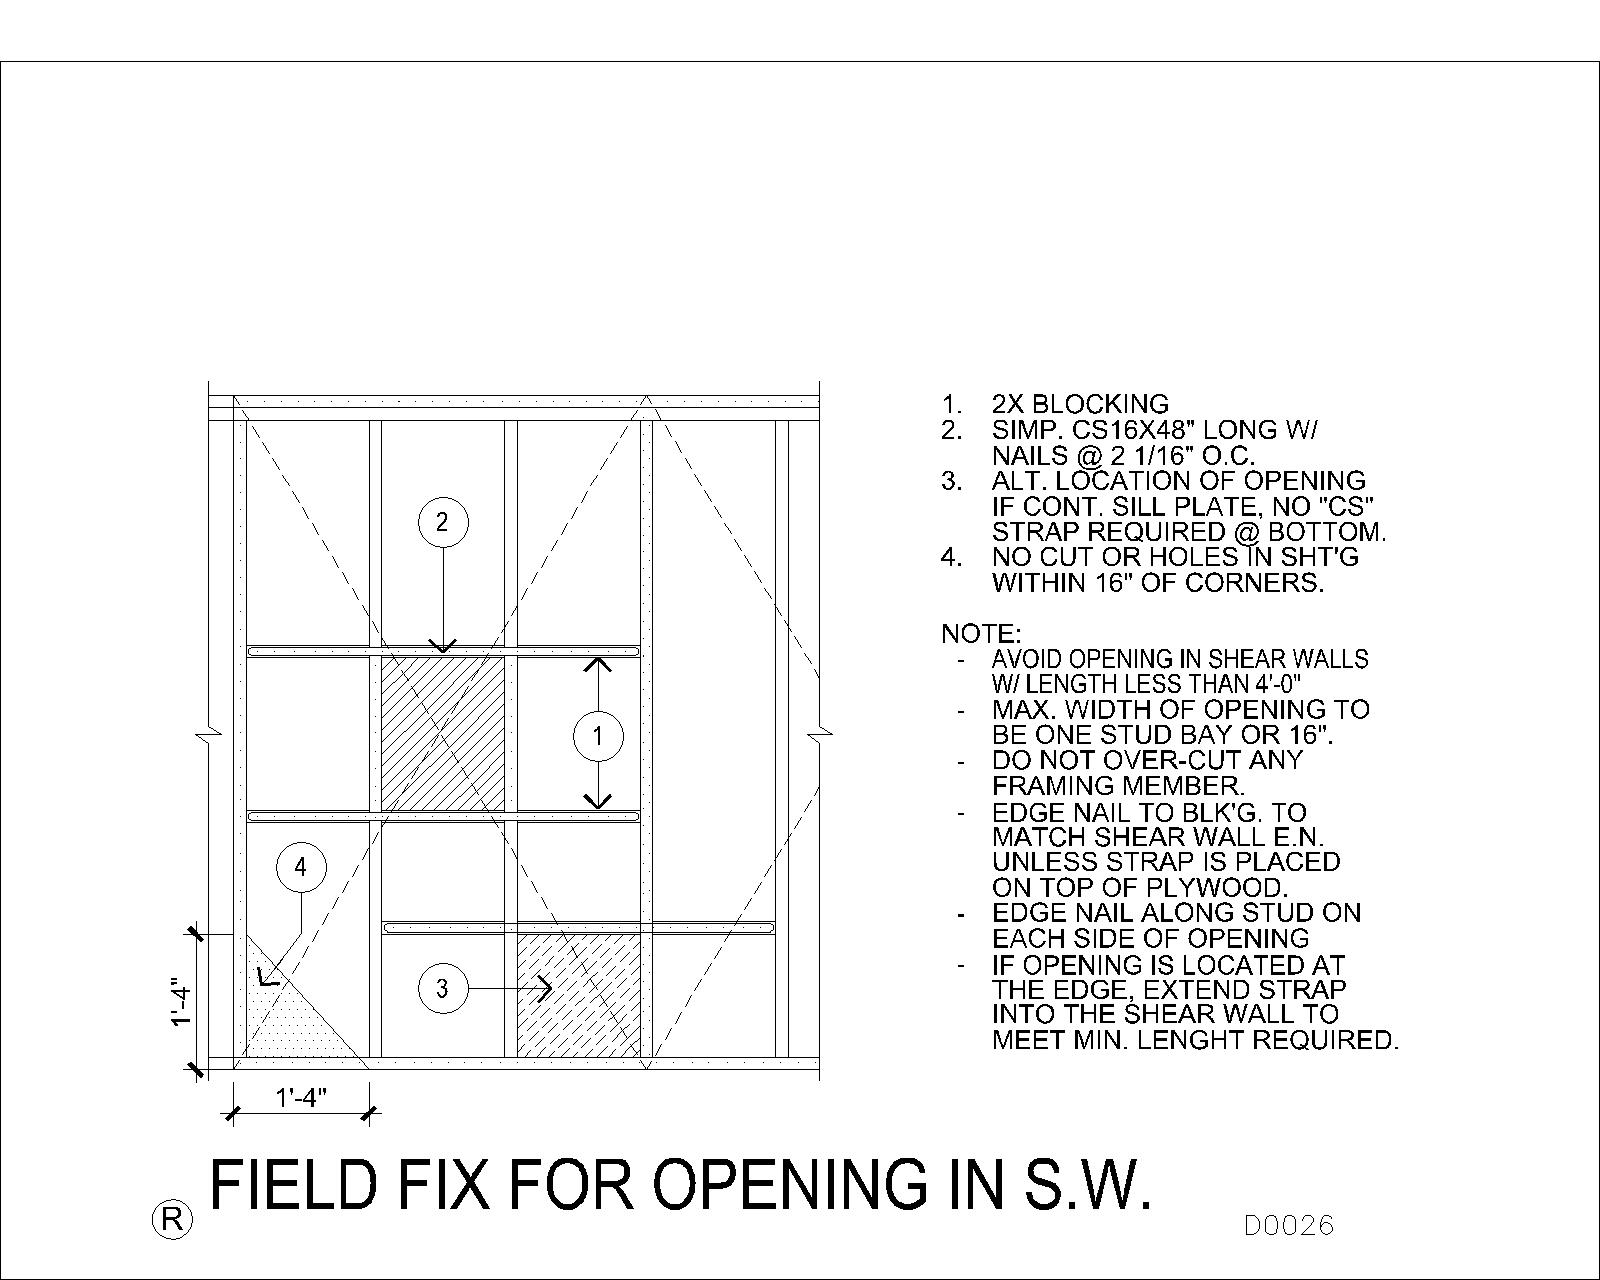 1. 2X BLOCKING
2. SIMP. CS16X48" LONG W/
NAILS @ 2 1/16" O.C.
3. ALT. LOCATION OF OPENING
IF CONT. SILL PLATE, NO "CS"
STRAP REQUIRED @ BOTTOM.
4. NO CUT OR HOLES IN SHT'G
WITHIN 16" OF CORNERS.
NOTE:
- AVOID OPENING IN SHEAR WALLS
W/ LENGTH LESS THAN 4'-0"
- MAX. WIDTH OF OPENING TO
BE ONE STUD BAY OR 16".
- DO NOT OVER-CUT ANY
FRAMING MEMBER.
- EDGE NAIL TO BLK'G. TO
MATCH SHEAR WALL E.N.
UNLESS STRAP IS PLACED
ON TOP OF PLYWOOD.
- EDGE NAIL ALONG STUD ON
EACH SIDE OF OPENING
- IF OPENING IS LOCATED AT
THE EDGE, EXTEND STRAP
INTO THE SHEAR WALL TO
MEET MIN. LENGHT REQUIRED.
2
1
4
3
1'-4"
1'-4"
FIELD FIX FOR OPENING IN S.W.
R
D0026